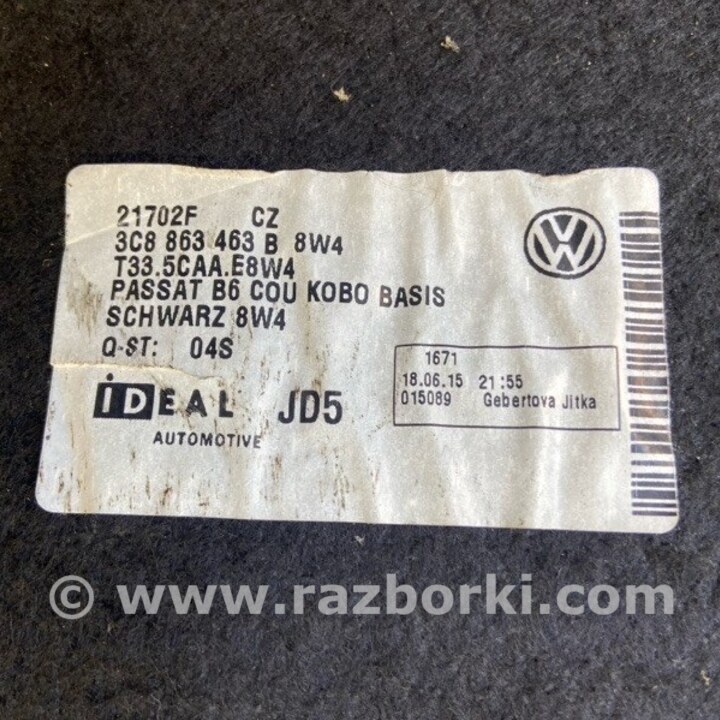 21702F CZ
3C8 863 463 B 8W4
T33.5CAA.E8W4
PASSAT B6 COU KOBO BASIS
SCHWARZ 8W4
Q-ST: 04S
iDEAL JD5
AUTOMOTIVE
VW
1671
18.06.15 21:55
015089 Gebertova Jitka
© www.razborki.com